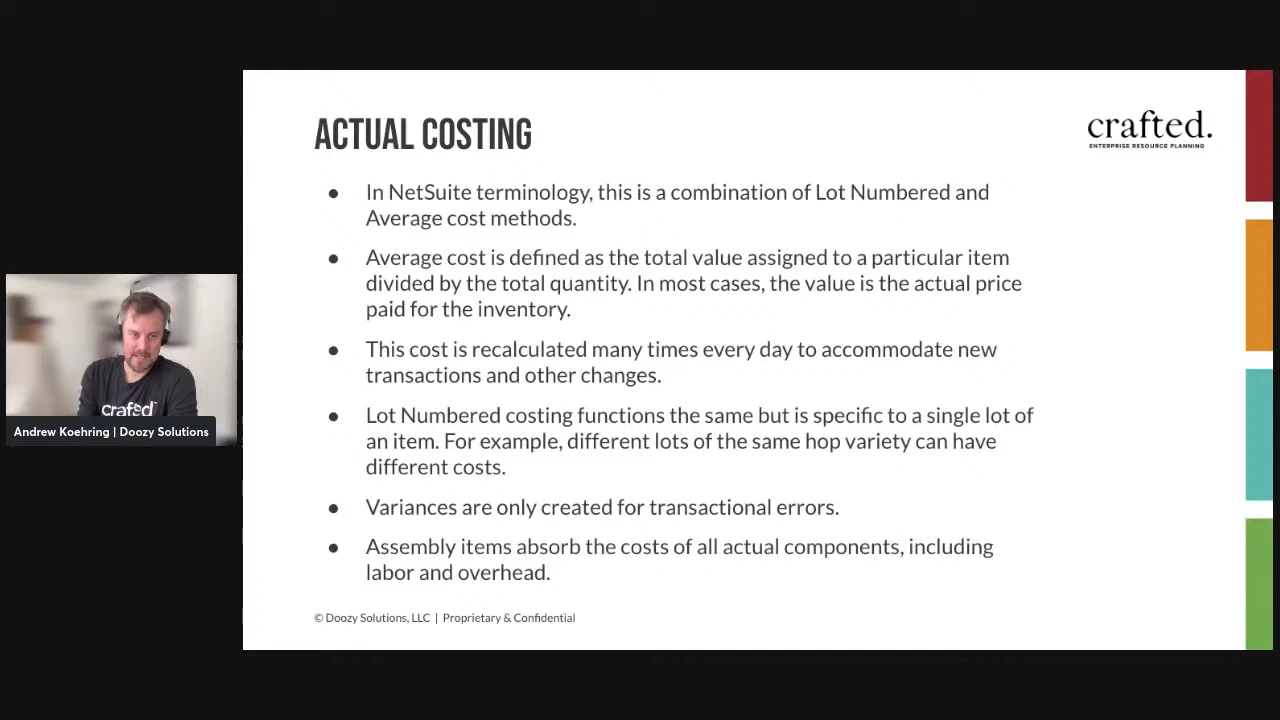 ACTUAL COSTING
crafted.
ENTERPRISE RESOURCE PLANNING
● In NetSuite terminology, this is a combination of Lot Numbered and
Average cost methods.
● Average cost is defined as the total value assigned to a particular item
divided by the total quantity. In most cases, the value is the actual price
paid for the inventory.
● This cost is recalculated many times every day to accommodate new
transactions and other changes.
● Lot Numbered costing functions the same but is specific to a single lot of
an item. For example, different lots of the same hop variety can have
different costs.
● Variances are only created for transactional errors.
● Assembly items absorb the costs of all actual components, including
labor and overhead.
© Doozy Solutions, LLC | Proprietary & Confidential
crafted
Andrew Koehring | Doozy Solutions